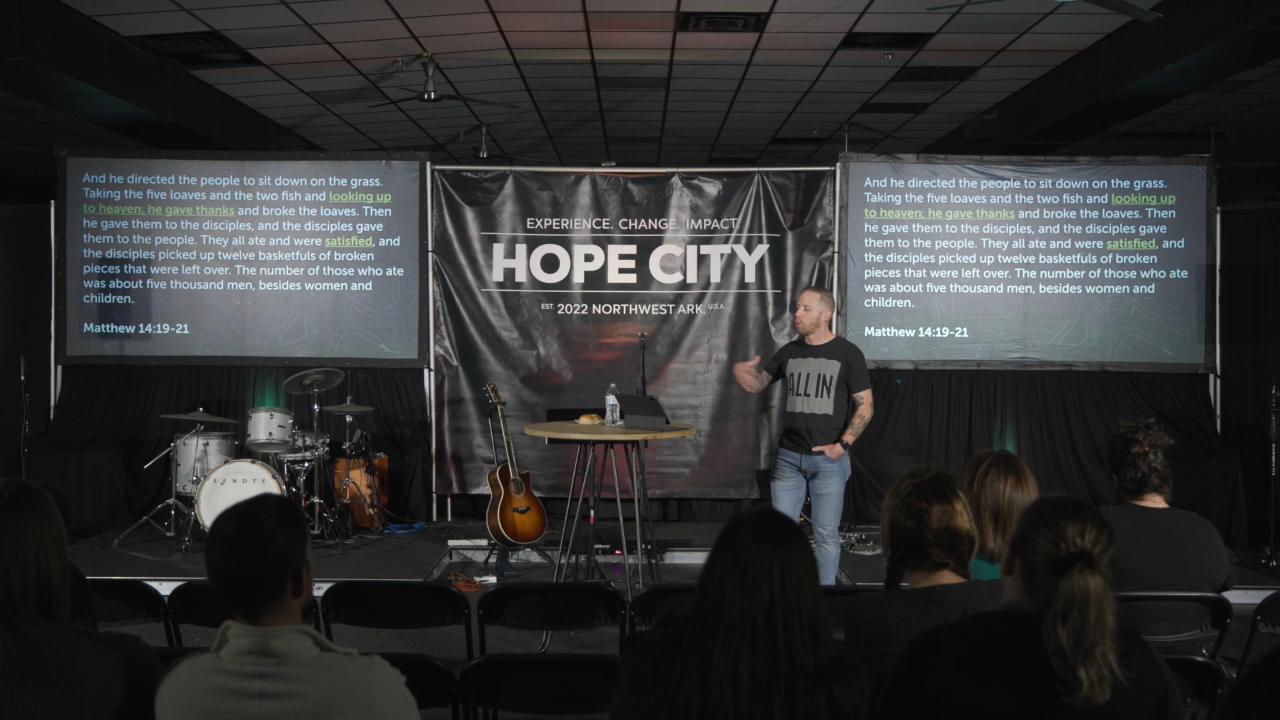 And he directed the people to sit down on the grass.
Taking the five loaves and the two fish and looking up
to heaven; he gave thanks and broke the loaves. Then
he gave them to the disciples, and the disciples gave
them to the people. They all ate and were satisfied, and
the disciples picked up twelve basketfuls of broken
pieces that were left over. The number of those who ate
was about five thousand men, besides women and
children.
Matthew 14:19-21
EXPERIENCE. CHANGE. IMPACT.
HOPE CITY
EST. 2022 NORTHWEST ARK. U.S.A.
And he directed the people to sit down on the grass.
Taking the five loaves and the two fish and looking up
to heaven; he gave thanks and broke the loaves. Then
he gave them to the disciples, and the disciples gave
them to the people. They all ate and were satisfied, and
the disciples picked up twelve basketfuls of broken
pieces that were left over. The number of those who ate
was about five thousand men, besides women and
children.
Matthew 14:19-21
ALL IN